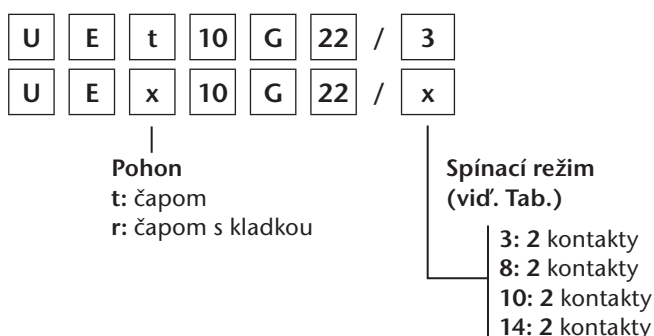 U E t 10 G 22 / 3
U E x 10 G 22 / x
Pohon
t: čapom
r: čapom s kladkou
Spínací režim
(viď. Tab.)
3: 2 kontakty
8: 2 kontakty
10: 2 kontakty
14: 2 kontakty